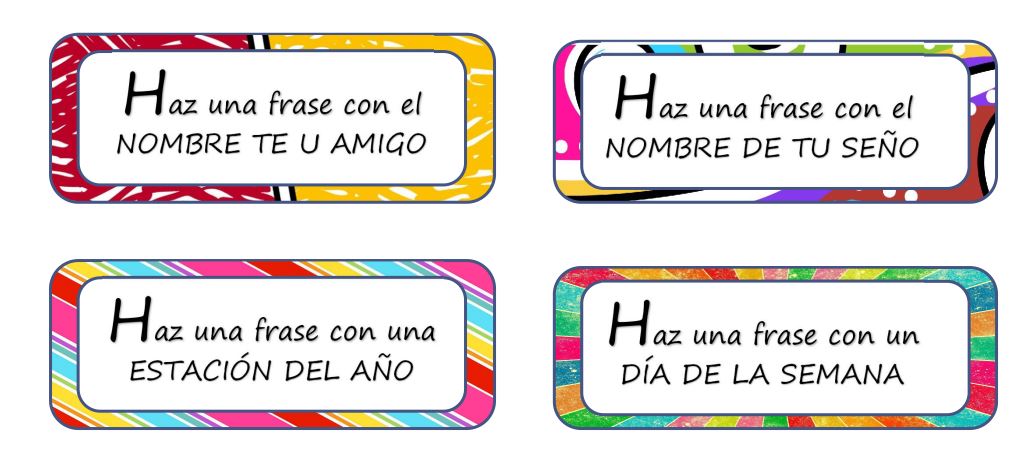 Haz una frase con el
NOMBRE TE U AMIGO
Haz una frase con el
NOMBRE DE TU SEÑO
Haz una frase con una
ESTACIÓN DEL AÑO
Haz una frase con un
DÍA DE LA SEMANA